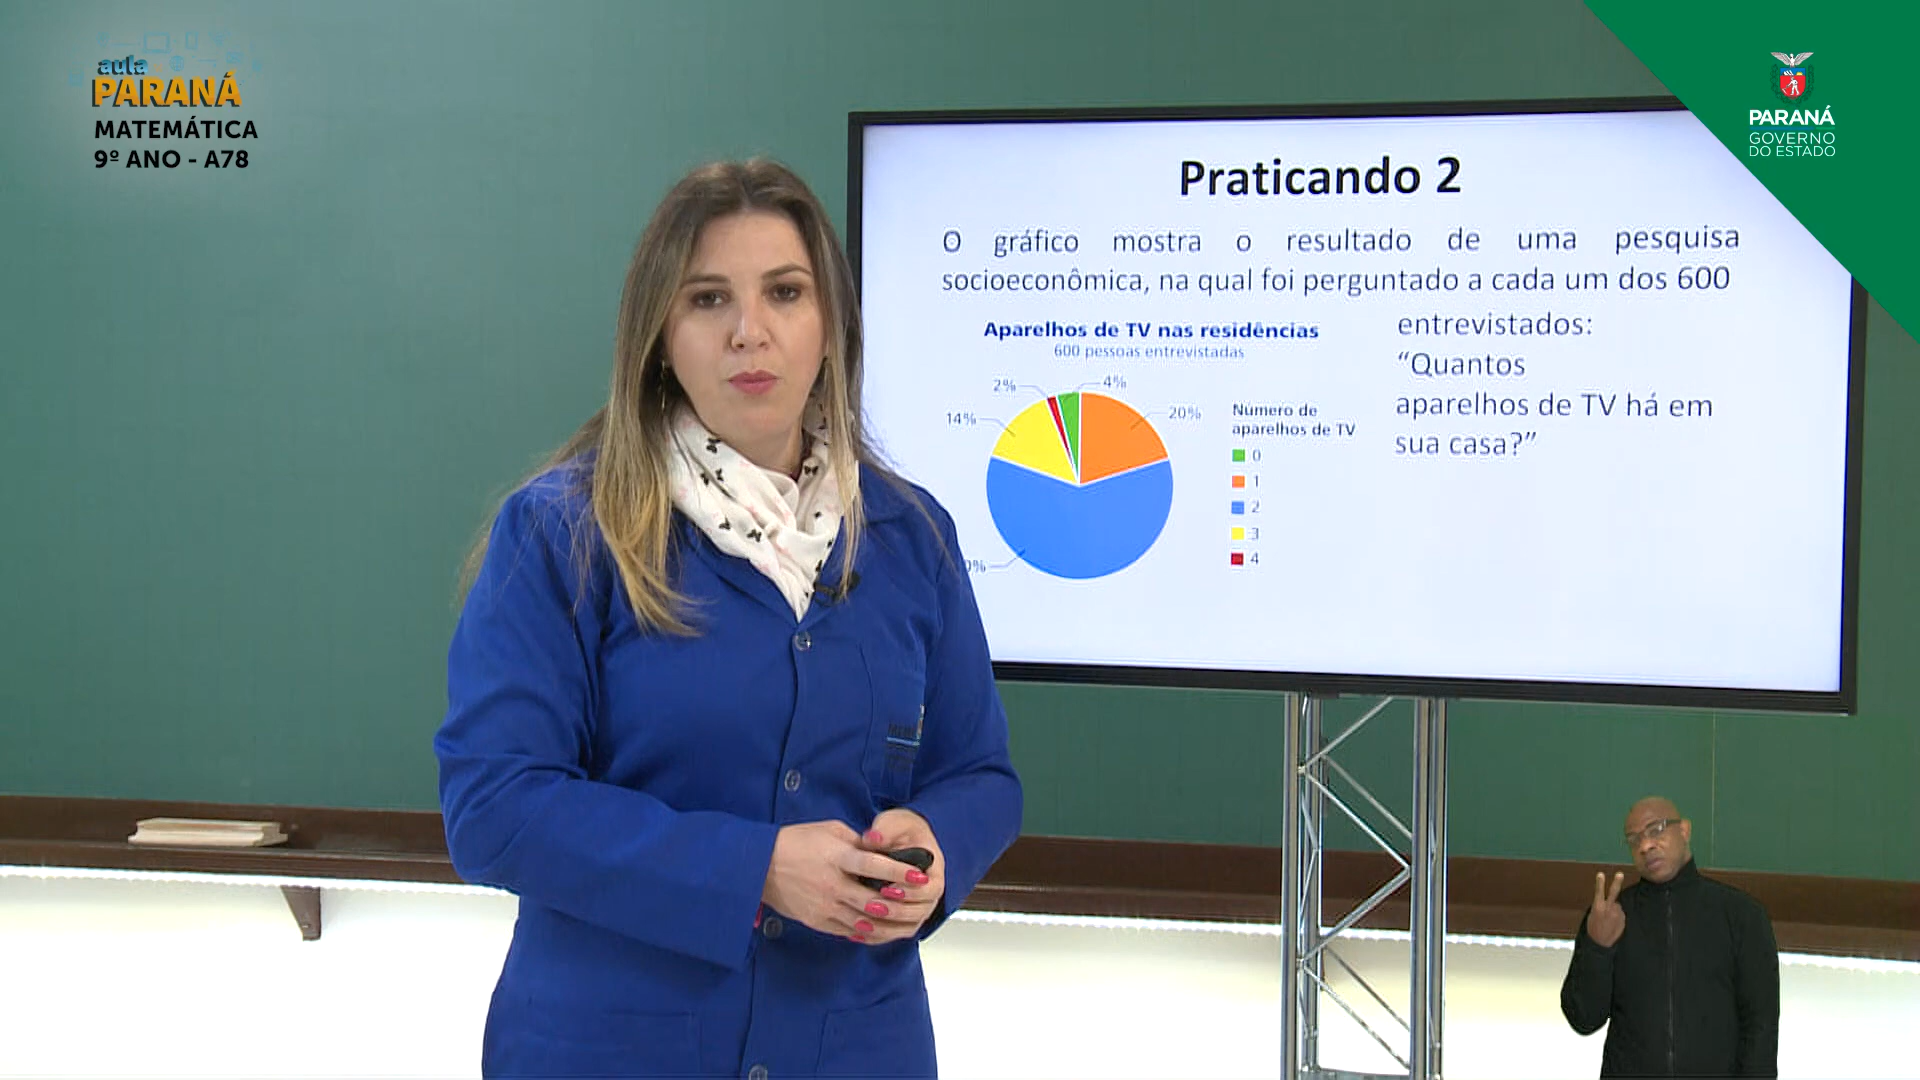 aula
PARANÁ
MATEMÁTICA
9º ANO - A78
PARANÁ
GOVERNO
DO ESTADO
Praticando 2
O gráfico mostra o resultado de uma pesquisa
socioeconômica, na qual foi perguntado a cada um dos 600
entrevistados:
“Quantos
aparelhos de TV há em
sua casa?”
Aparelhos de TV nas residências
600 pessoas entrevistadas
2%
4%
14%
20%
0%
Número de
aparelhos de TV
0
1
2
3
4